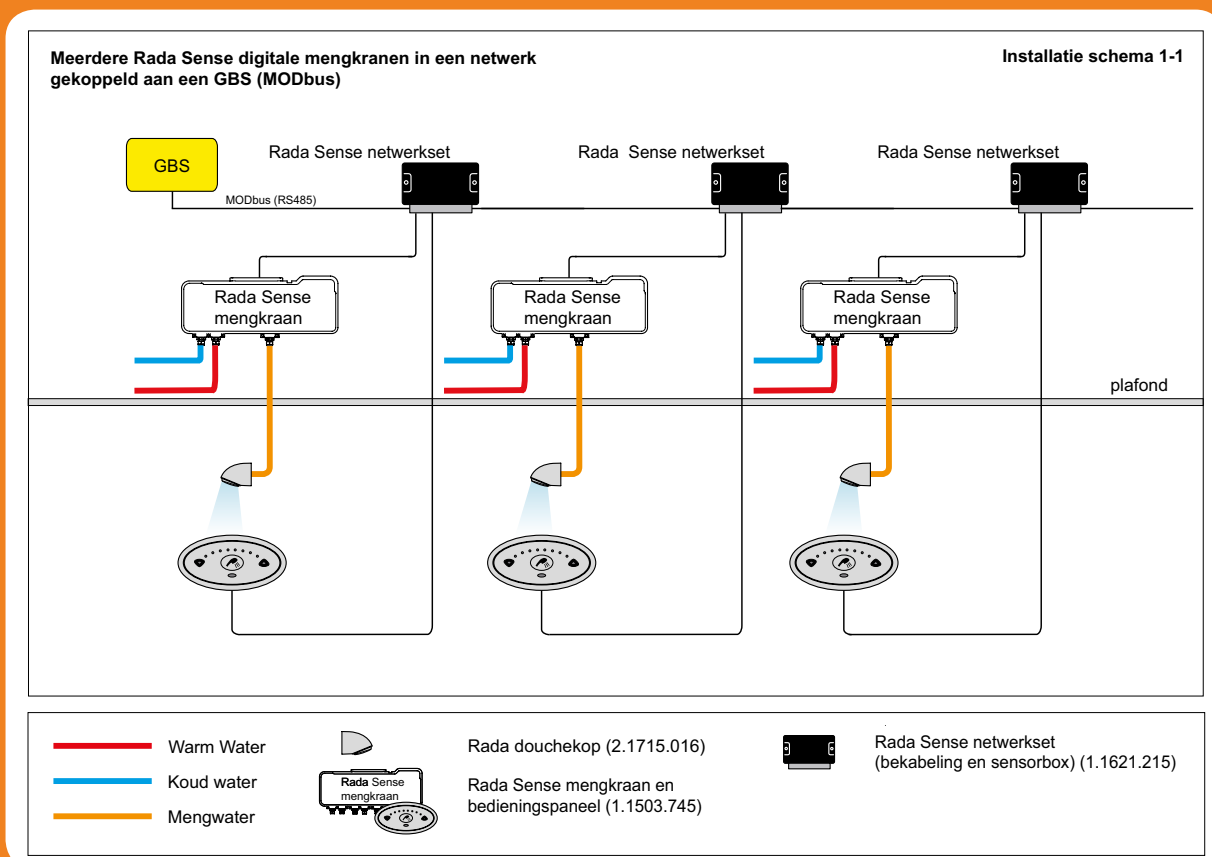 Meerdere Rada Sense digitale mengkranen in een netwerk
gekoppeld aan een GBS (MODbus)
Installatie schema 1-1
GBS
Rada Sense netwerkset
Rada Sense netwerkset
Rada Sense netwerkset
MODbus (RS485)
Rada Sense
mengkraan
Rada Sense
mengkraan
Rada Sense
mengkraan
plafond
Warm Water
Koud water
Mengwater
Rada Sense
mengkraan
Rada douchekop (2.1715.016)
Rada Sense mengkraan en
bedieningspaneel (1.1503.745)
Rada Sense netwerkset
(bekabeling en sensorbox) (1.1621.215)